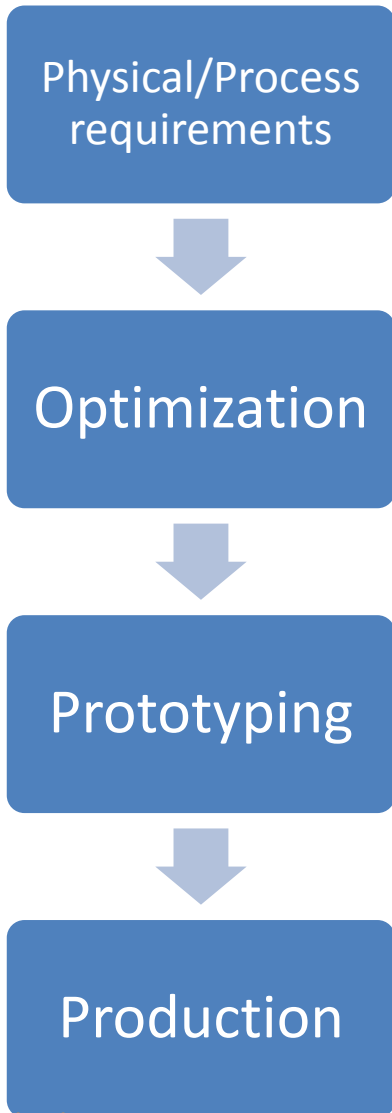 Physical/Process
requirements
Optimization
Prototyping
Production